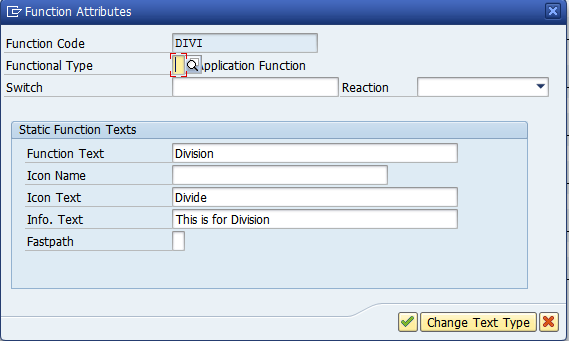 Function Attributes
Function Code DIVI
Functional Type Application Function
Switch Reaction
Static Function Texts
Function Text Division
Icon Name
Icon Text Divide
Info. Text This is for Division
Fastpath
Change Text Type